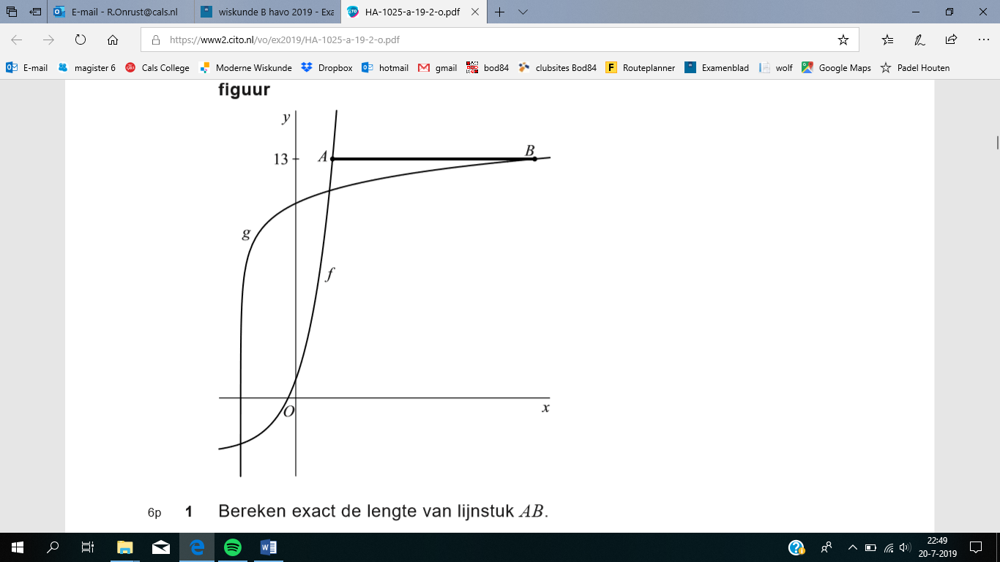 E-mail - R.Onrust@cals.nl
wiskunde B havo 2019 - Exa
HA-1025-a-19-2-o.pdf
https://www2.cito.nl/vo/ex2019/HA-1025-a-19-2-o.pdf
E-mail magister 6 Cals College Moderne Wiskunde Dropbox hotmail gmail bod84 clubsites Bod84 Routeplanner Examenblad wolf Google Maps Padel Houten
figuur
y
13
A
B
g
f
O
x
6p 1 Bereken exact de lengte van lijnstuk AB.
22:49
20-7-2019